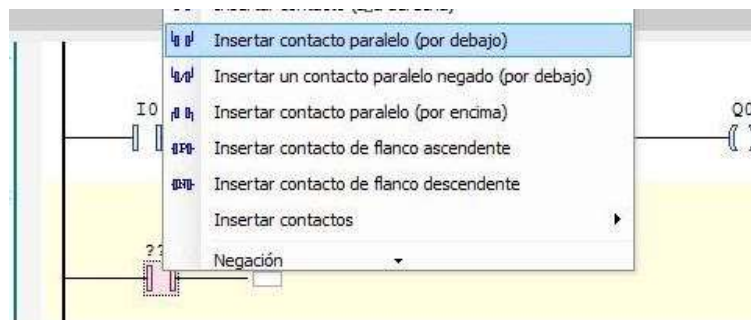 Insertar contacto paralelo (por debajo)
Insertar un contacto paralelo negado (por debajo)
I0
Q0
Insertar contacto paralelo (por encima)
Insertar contacto de flanco ascendente
Insertar contacto de flanco descendente
Insertar contactos
??
Negación